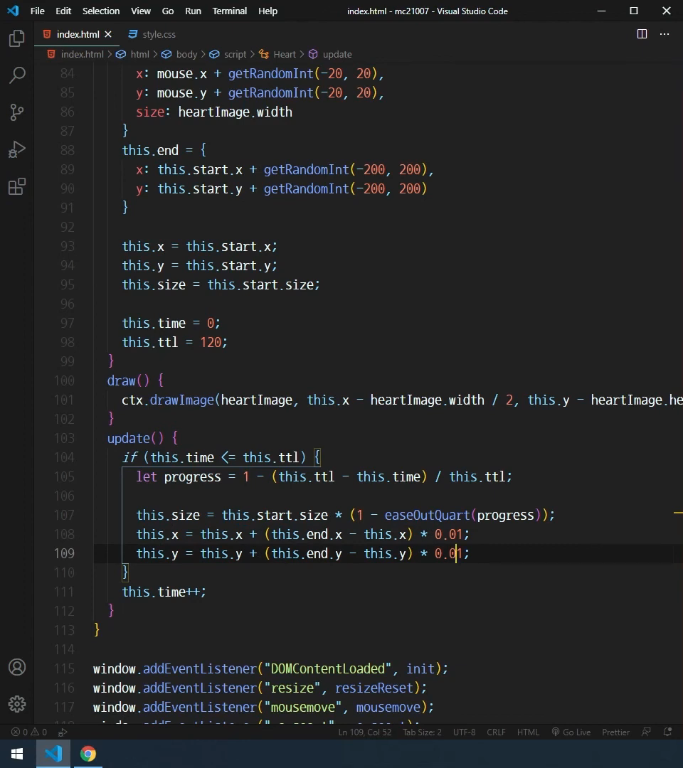 File Edit Selection View Go Run Terminal Help index.html - mc21007 - Visual Studio Code
index.html style.css
index.html > html > body > script > Heart > update
84 x: mouse.x + getRandomInt(-20, 20),
85 y: mouse.y + getRandomInt(-20, 20),
86 size: heartImage.width
87 }
88 this.end = {
89 x: this.start.x + getRandomInt(-200, 200),
90 y: this.start.y + getRandomInt(-200, 200)
91 }
92
93 this.x = this.start.x;
94 this.y = this.start.y;
95 this.size = this.start.size;
96
97 this.time = 0;
98 this.ttl = 120;
99 }
100 draw() {
101 ctx.drawImage(heartImage, this.x - heartImage.width / 2, this.y - heartImage.he
102 }
103 update() {
104 if (this.time <= this.ttl) {
105 let progress = 1 - (this.ttl - this.time) / this.ttl;
106
107 this.size = this.start.size * (1 - easeOutQuart(progress));
108 this.x = this.x + (this.end.x - this.x) * 0.01;
109 this.y = this.y + (this.end.y - this.y) * 0.01;
110 }
111 this.time++;
112 }
113 }
114
115 window.addEventListener("DOMContentLoaded", init);
116 window.addEventListener("resize", resizeReset);
117 window.addEventListener("mousemove", mousemove);
0 0 Ln 109, Col 52 Tab Size: 2 UTF-8 CRLF HTML Go Live Prettier